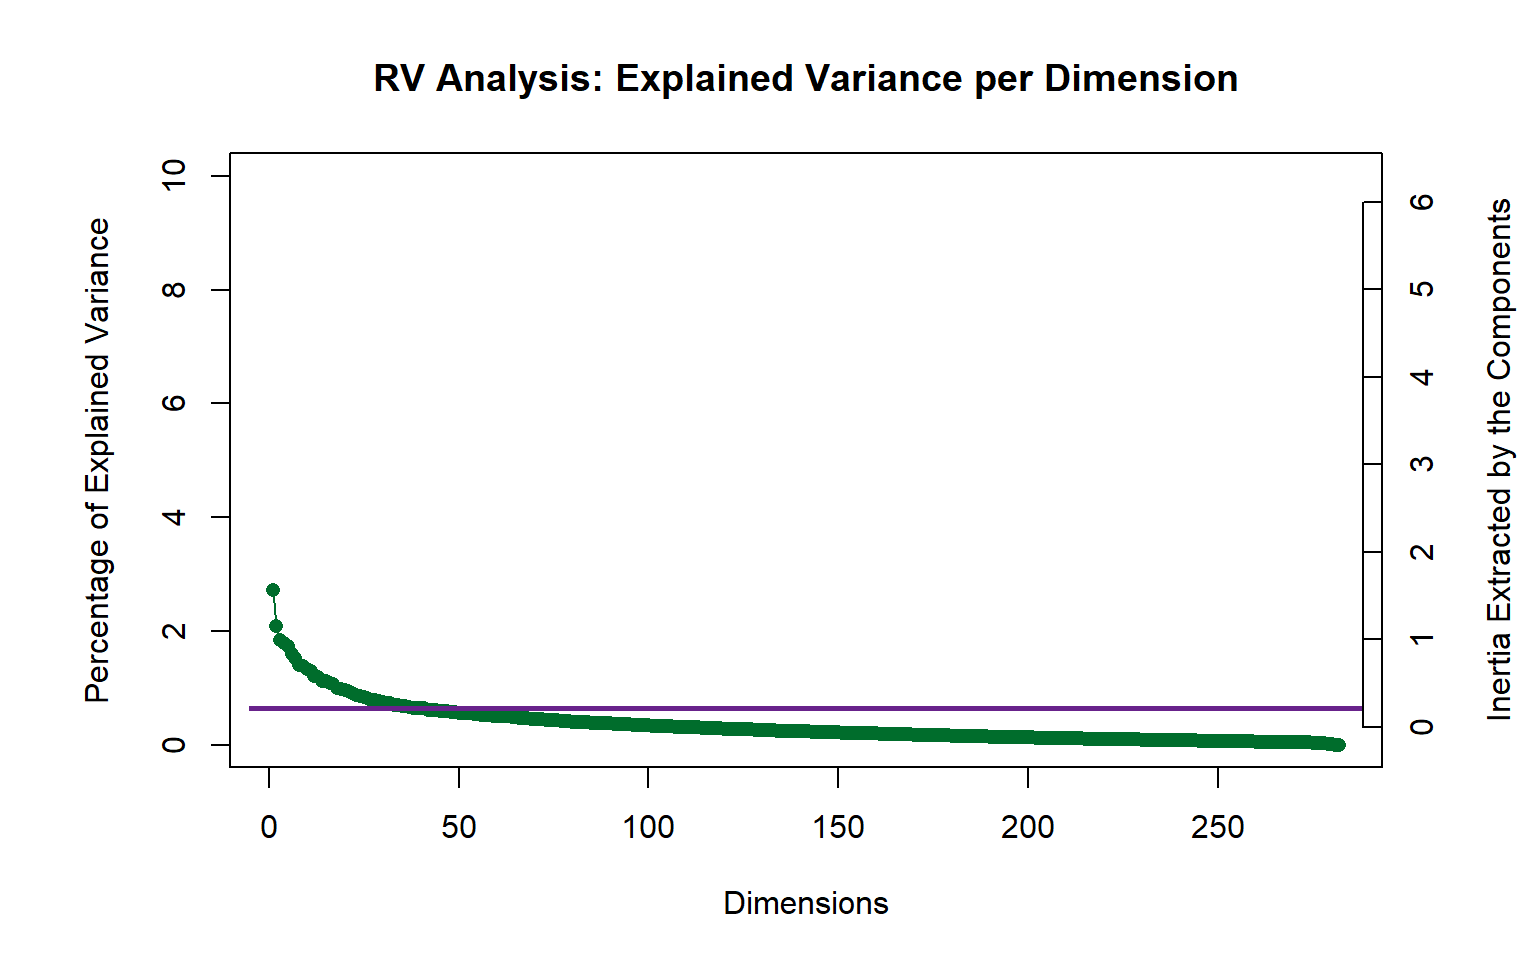 RV Analysis: Explained Variance per Dimension
Percentage of Explained Variance
10
8
6
4
2
0
6
5
4
3
2
1
0
Inertia Extracted by the Components
0 50 100 150 200 250
Dimensions